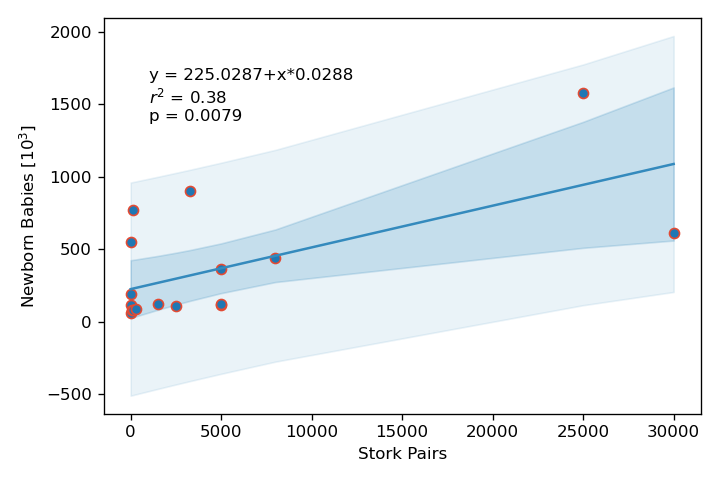 y = 225.0287+x*0.0288
r² = 0.38
p = 0.0079
2000
1500
1000
500
0
−500
Newborn Babies [10³]
0 5000 10000 15000 20000 25000 30000
Stork Pairs